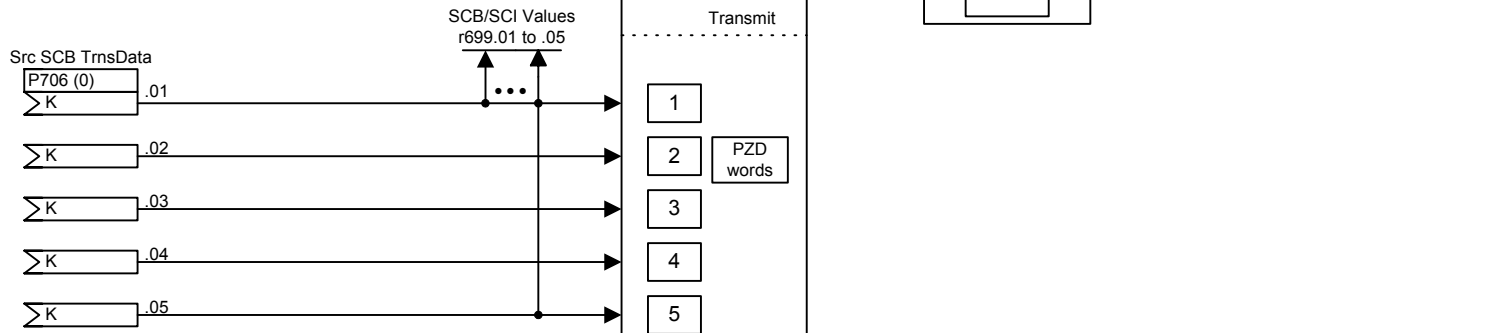 SCB/SCI Values
r699.01 to .05
Transmit
Src SCB TrnsData
P706 (0)
K .01
1
K .02
2
PZD
words
K .03
3
K .04
4
K .05
5